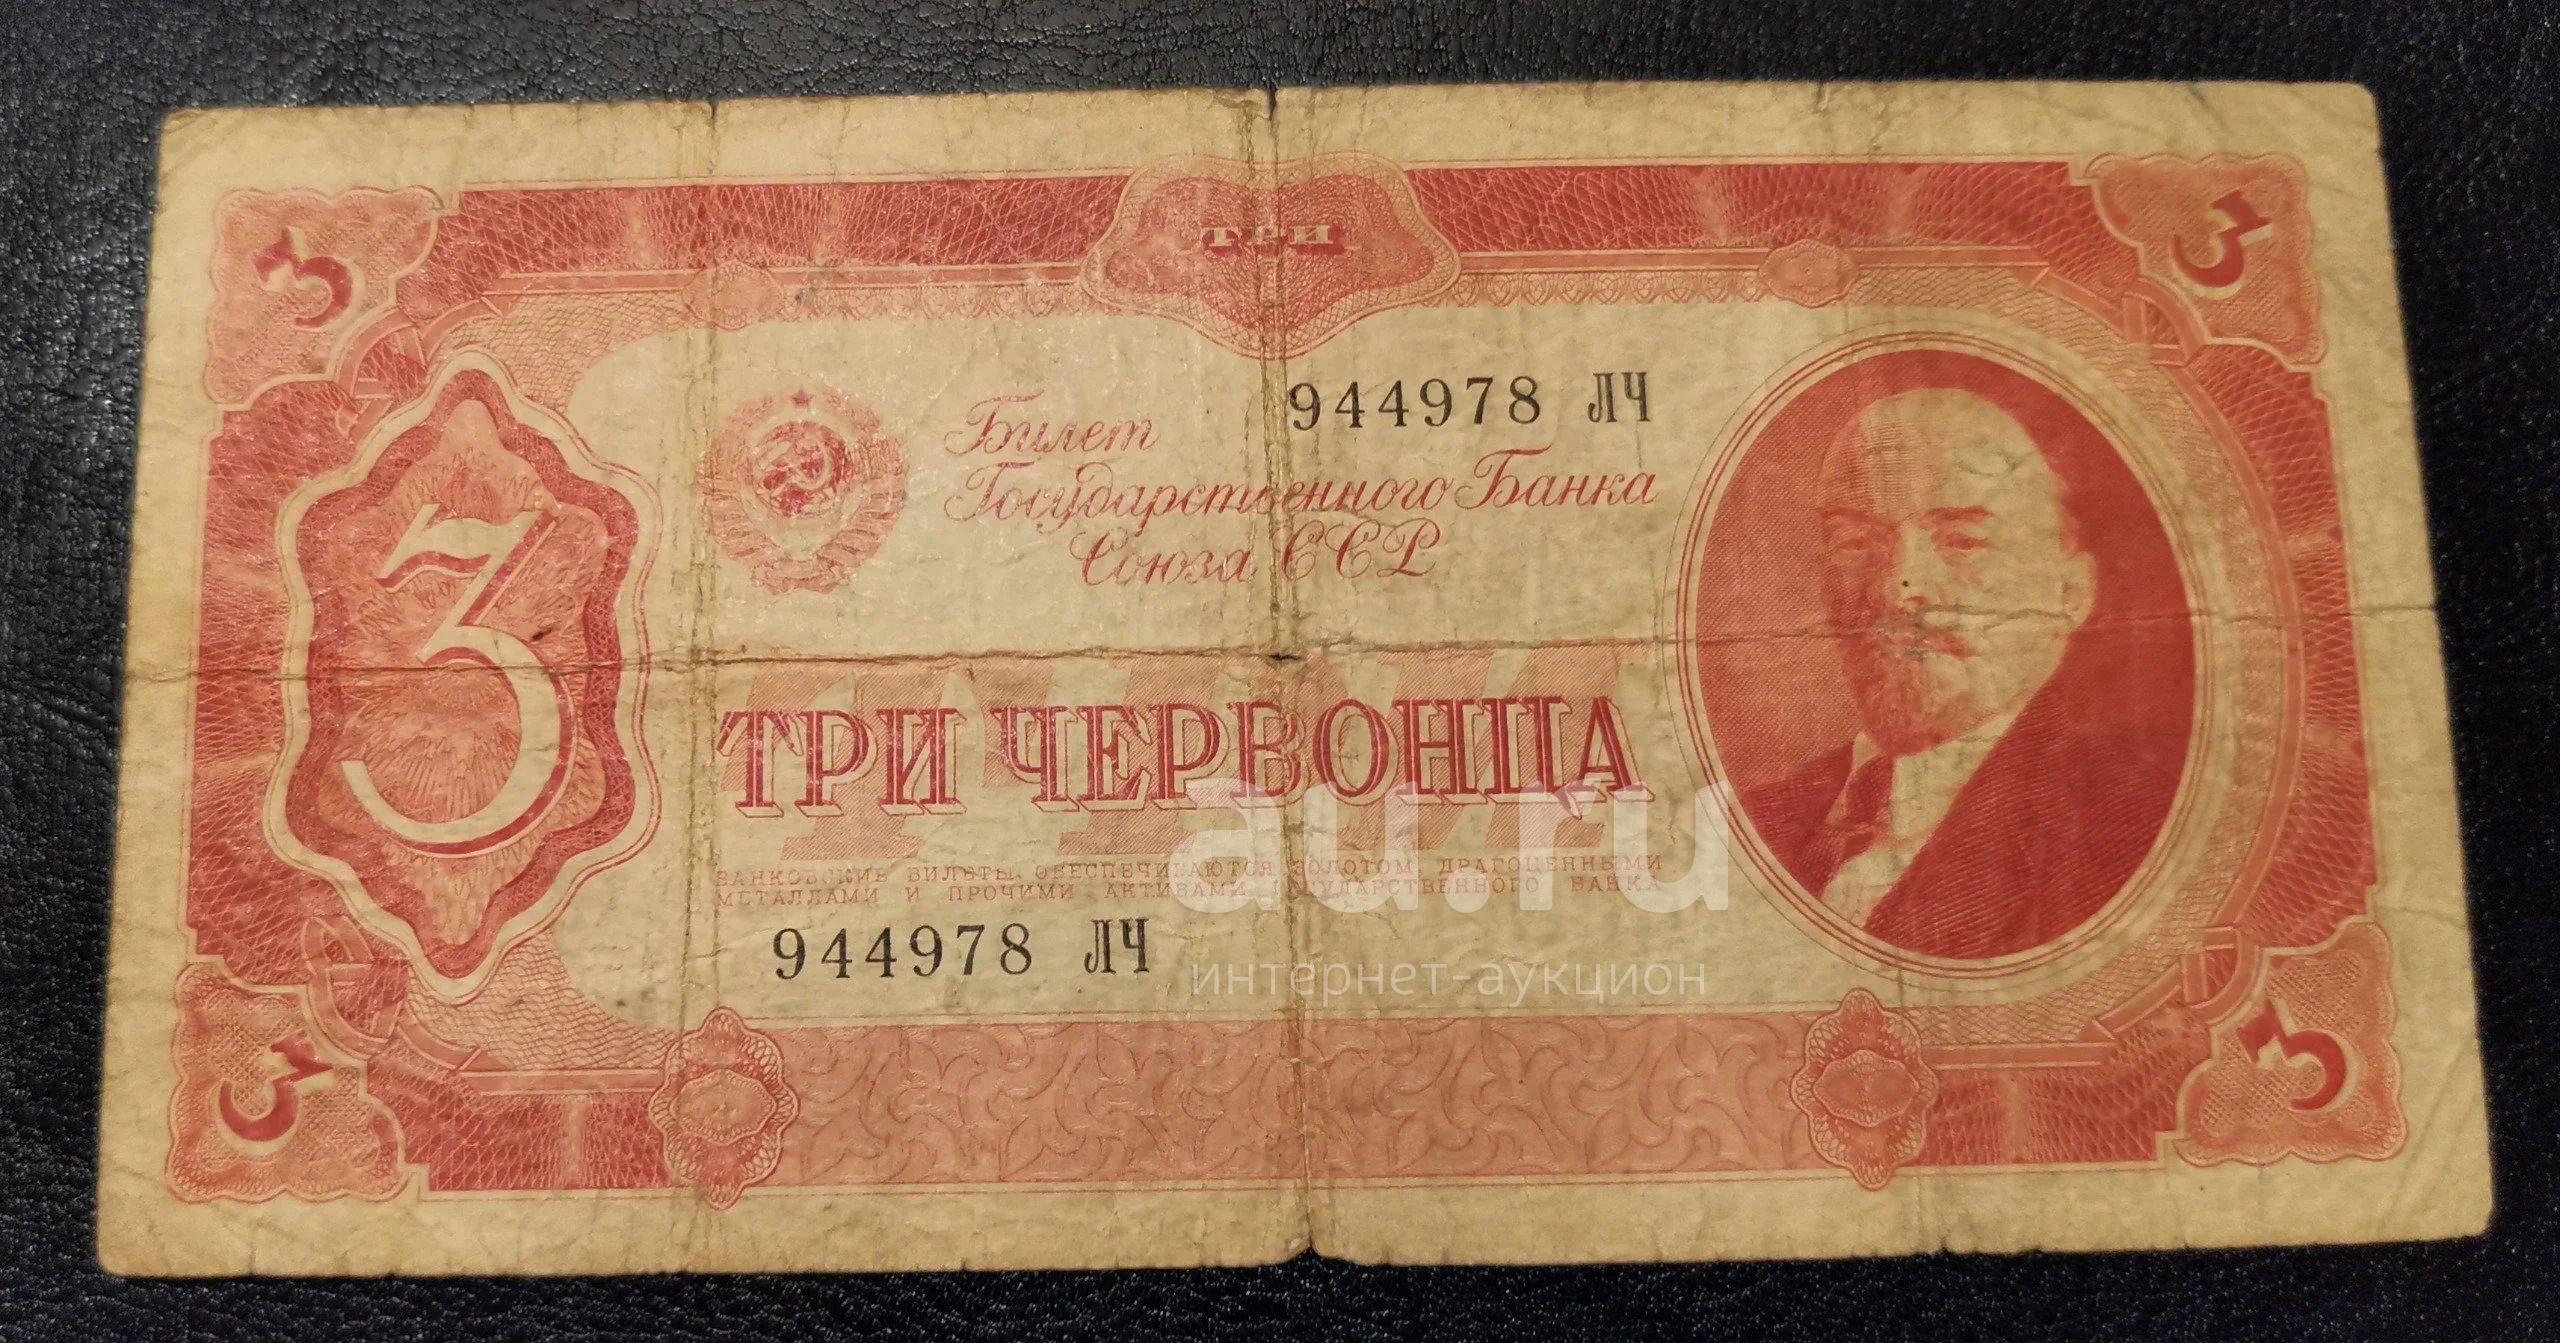 3
ТРИ
3
944978 ЛЧ
Билет
Государственного Банка
Союза ССР
3
ТРИ
ТРИ ЧЕРВОНЦА
БАНКОВСКИЕ БИЛЕТЫ ОБЕСПЕЧИВАЮТСЯ ЗОЛОТОМ, ДРАГОЦЕННЫМИ
МЕТАЛЛАМИ И ПРОЧИМИ АКТИВАМИ ГОСУДАРСТВЕННОГО БАНКА
944978 ЛЧ
au.ru
интернет-аукцион
3
3